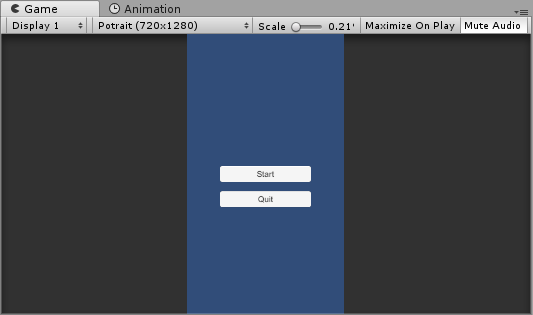 Game Animation
Display 1 Potrait (720x1280) Scale 0.21' Maximize On Play Mute Audio
Start
Quit